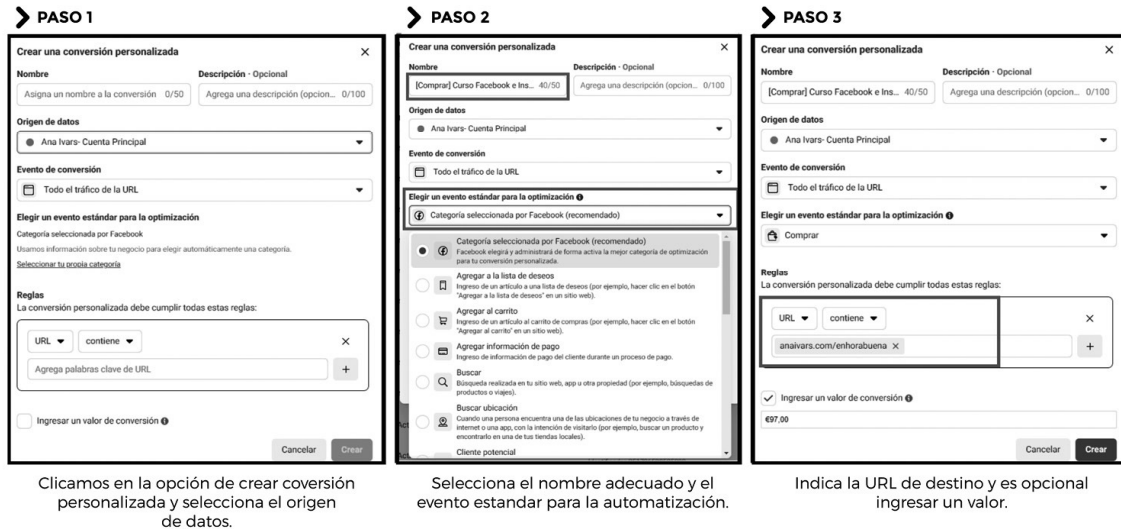 PASO 1
Crear una conversión personalizada
Nombre
Descripción - Opcional
Asigna un nombre a la conversión 0/50
Agrega una descripción (opcion... 0/100
Origen de datos
Ana Ivars- Cuenta Principal
Evento de conversión
Todo el tráfico de la URL
Elegir un evento estándar para la optimización
Categoría seleccionada por Facebook
Usamos información sobre tu negocio para elegir automáticamente una categoría.
Seleccionar tu propia categoría
Reglas
La conversión personalizada debe cumplir todas estas reglas:
URL
contiene
Agrega palabras clave de URL
Ingresar un valor de conversión
Cancelar
Crear
Clicamos en la opción de crear coversión
personalizada y selecciona el origen
de datos.
PASO 2
Crear una conversión personalizada
Nombre
Descripción - Opcional
[Comprar] Curso Facebook e Ins... 40/50
Agrega una descripción (opcion... 0/100
Origen de datos
Ana Ivars- Cuenta Principal
Evento de conversión
Todo el tráfico de la URL
Elegir un evento estándar para la optimización
Categoría seleccionada por Facebook (recomendado)
Categoría seleccionada por Facebook (recomendado)
Facebook elegirá y administrará de forma activa la mejor categoría de optimización
para tu conversión personalizada.
Agregar a la lista de deseos
Ingreso de un artículo a una lista de deseos (por ejemplo, hacer clic en el botón
"Agregar a la lista de deseos" en un sitio web).
Agregar al carrito
Ingreso de un artículo al carrito de compras (por ejemplo, hacer clic en el botón
"Agregar al carrito" en un sitio web).
Agregar información de pago
Ingreso de información de pago del cliente durante un proceso de pago.
Buscar
Búsqueda realizada en tu sitio web, app u otra propiedad (por ejemplo, búsquedas de
productos o viajes).
Buscar ubicación
Cuando una persona encuentra una de las ubicaciones de tu negocio a través de
internet o una app, con la intención de visitarlo (por ejemplo, buscar un producto y
encontrarlo en una de tus tiendas locales).
Cliente potencial
Selecciona el nombre adecuado y el
evento estandar para la automatización.
PASO 3
Crear una conversión personalizada
Nombre
Descripción - Opcional
[Comprar] Curso Facebook e Ins... 40/50
Agrega una descripción (opcion... 0/100
Origen de datos
Ana Ivars- Cuenta Principal
Evento de conversión
Todo el tráfico de la URL
Elegir un evento estándar para la optimización
Comprar
Reglas
La conversión personalizada debe cumplir todas estas reglas:
URL
contiene
anaivars.com/enhorabuena
Ingresar un valor de conversión
€97,00
Cancelar
Crear
Indica la URL de destino y es opcional
ingresar un valor.